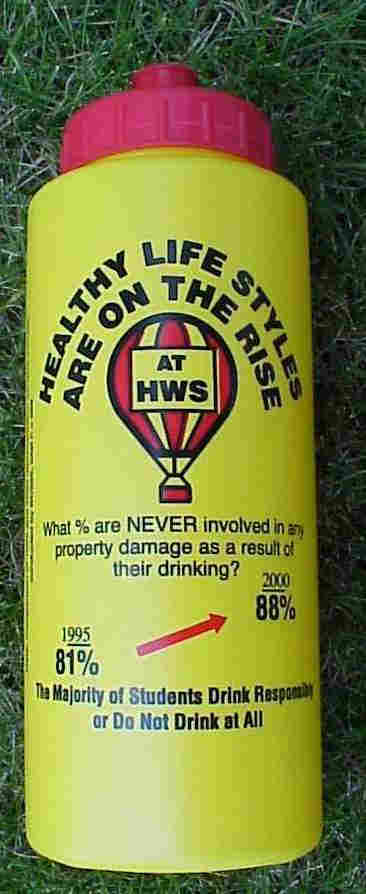 HEALTHY LIFE STYLES
ARE ON THE RISE
AT
HWS
What % are NEVER involved in any
property damage as a result of
their drinking?
2000
88%
1995
81%
The Majority of Students Drink Responsibly
or Do Not Drink at All